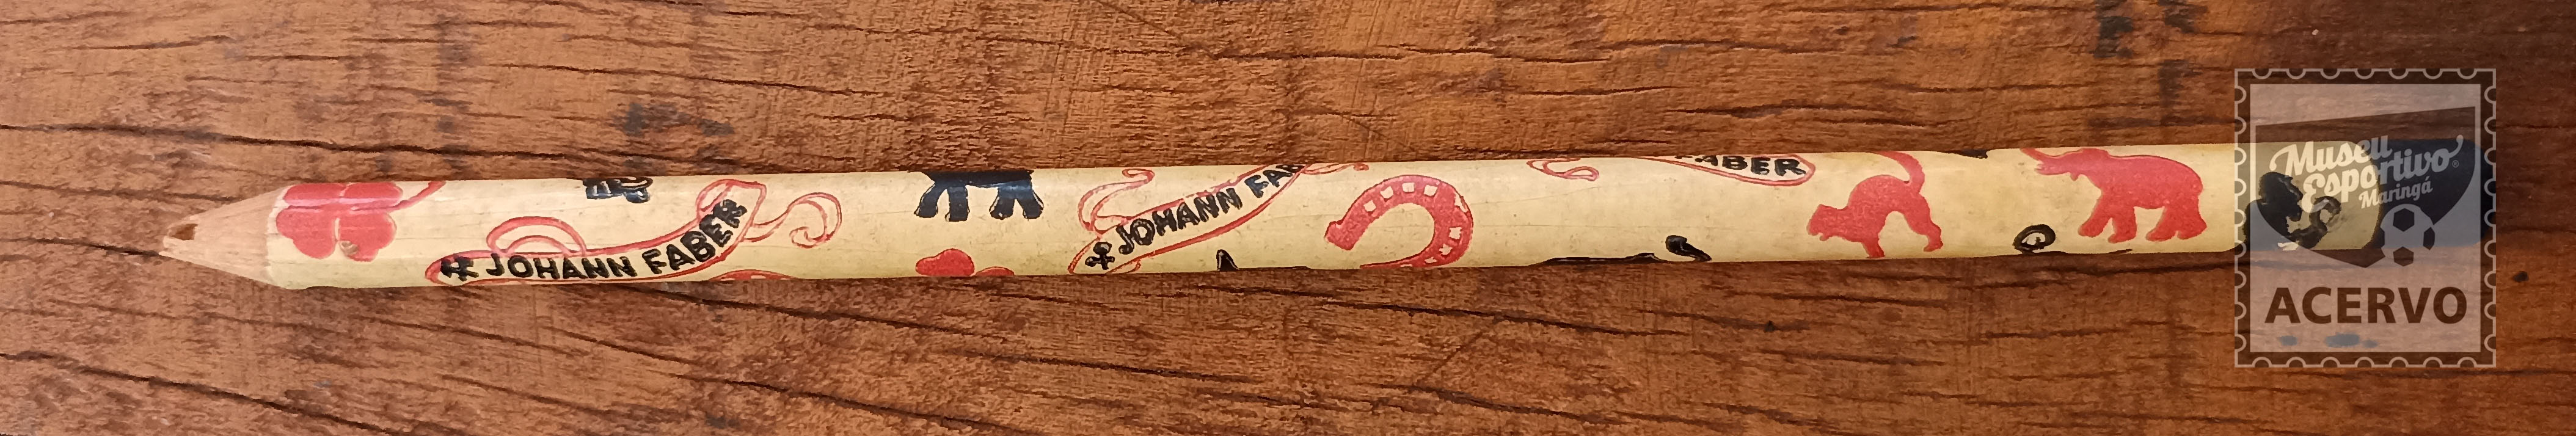 JOHANN FABER
JOHANN FAB
FABER
Museu
Esportivo
Maringá
ACERVO